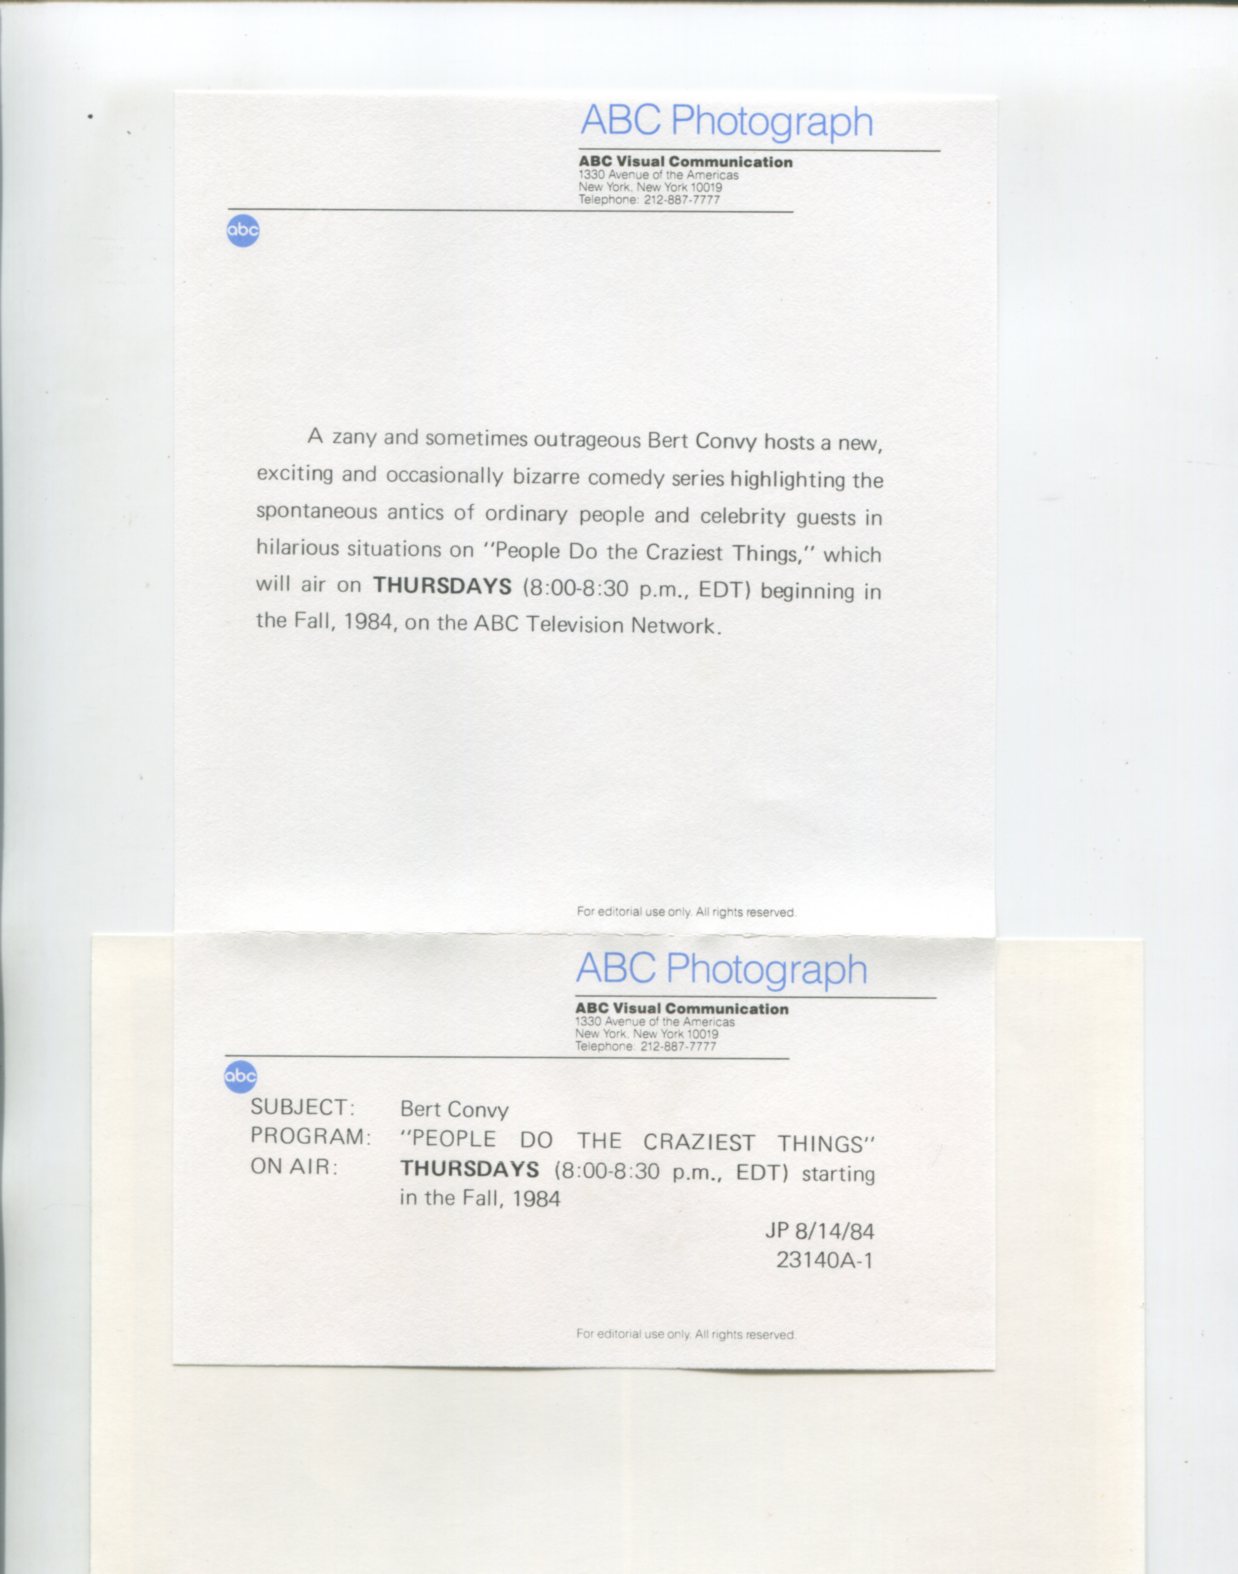 ABC Photograph
ABC Visual Communication
1330 Avenue of the Americas
New York, New York 10019
Telephone: 212-887-7777
abc
A zany and sometimes outrageous Bert Convy hosts a new,
exciting and occasionally bizarre comedy series highlighting the
spontaneous antics of ordinary people and celebrity guests in
hilarious situations on "People Do the Craziest Things," which
will air on THURSDAYS (8:00-8:30 p.m., EDT) beginning in
the Fall, 1984, on the ABC Television Network.
For editorial use only. All rights reserved.
ABC Photograph
ABC Visual Communication
1330 Avenue of the Americas
New York, New York 10019
Telephone: 212-887-7777
abc
SUBJECT: Bert Convy
PROGRAM: "PEOPLE DO THE CRAZIEST THINGS"
ON AIR: THURSDAYS (8:00-8:30 p.m., EDT) starting
in the Fall, 1984
JP 8/14/84
23140A-1
For editorial use only. All rights reserved.